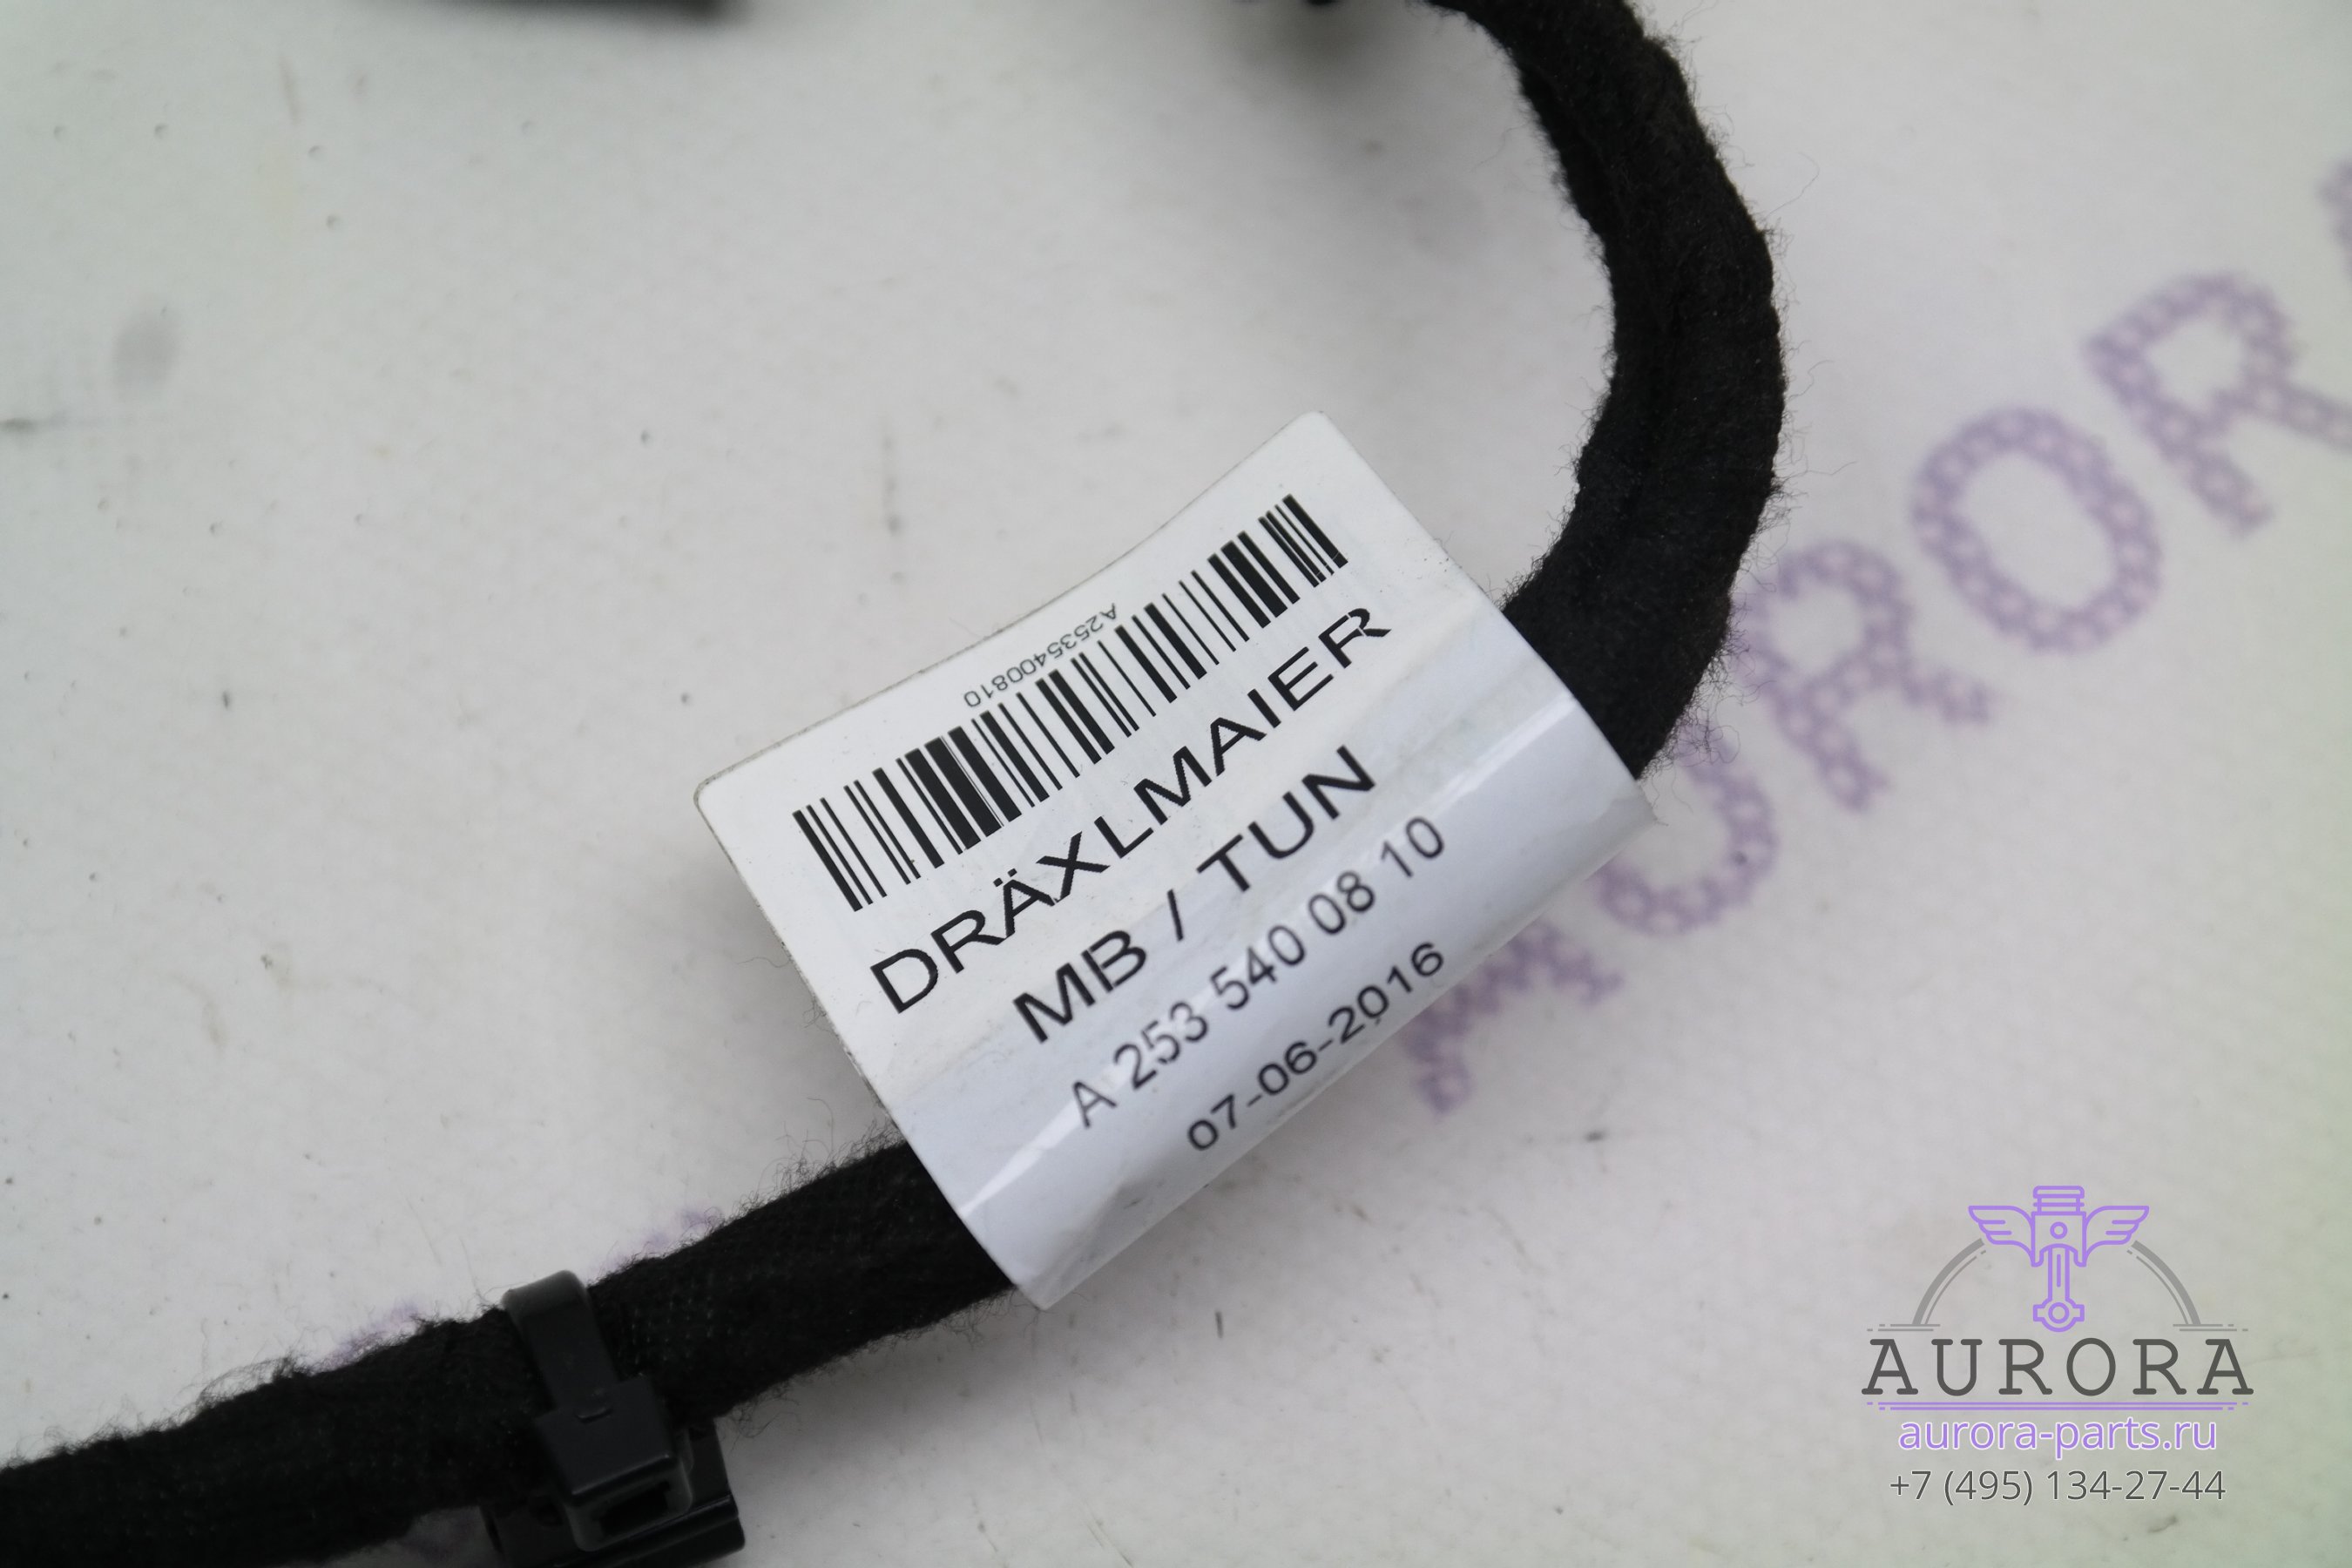 A2535400810
DRÄXLMAIER
MB / TUN
A 253 540 08 10
07-06-2016
AUROR
AURORA
aurora-parts.ru
+7 (495) 134-27-44